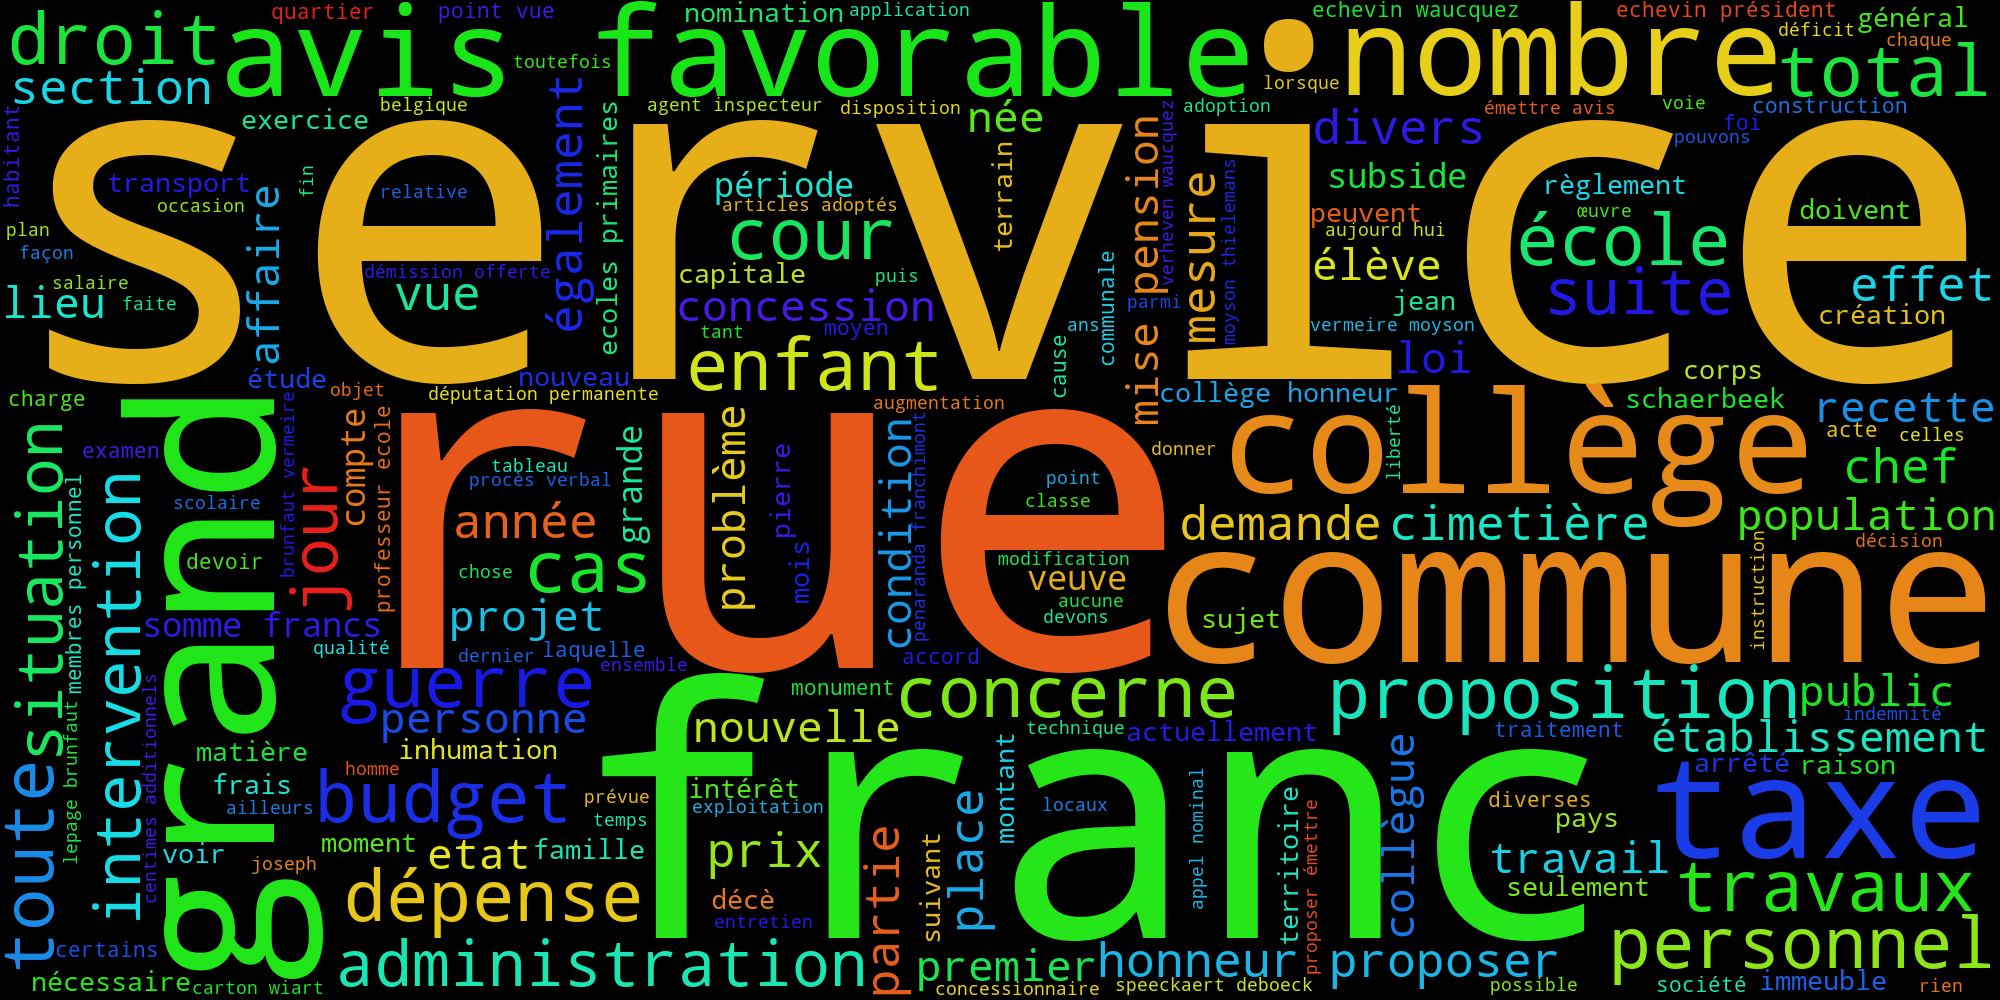 quartier
point vue
nomination
application
echevin waucquez
echevin président
général
droit
avis favorable
•
nombre
déficit
chaque
total
section
toutefois
lorsque
habitant
exercice
belgique
également
ecoles primaires
agent inspecteur
disposition
née
verheven waucquez
adoption
émettre avis
voie
construction
foi
pouvons
divers
service
transport
occasion
fin
relative
période
articles adoptés
terrain
mise pension
mesure
moyson thielemans
subside
règlement
peuvent
œuvre
aujourd hui
doivent
plan
façon
affaire
cour
école
élève
salaire
démission offerte
capitale
puis
effet
lieu
faite
vue
concession
communale
parmi
jean
suite
création
tant
moyen
ans
vermeire moyson
cause
loi
étude
nouveau
enfant
corps
charge
objet
députation permanente
augmentation
collège honneur
schaerbeek
recette
grand
brunfaut vermeire
compte
professeur ecole
rue
problème
condition
penaranda franchimont
liberté
collège
acte
celles
situation
examen
membres personnel
intervention
jour
tableau
procès verbal
grande
pierre
point
donner
chef
scolaire
classe
année
demande
cimetière
population
devoir
chose
cas
mois
modification
veuve
commune
instruction
décision
somme francs
projet
aucune
devons
sujet
qualité
dernier
laquelle
ensemble
accord
guerre
monument
concerne
proposition
public
centimes additionnels
lepage brunfaut
personne
nouvelle
technique
actuellement
traitement
indemnité
matière
inhumation
franc
montant
établissement
toute
frais
homme
budget
prévue
intérêt
arrêté
raison
ailleurs
temps
exploitation
place
locaux
appel nominal
territoire
proposer émettre
collègue
diverses
pays
taxe
voir
moment
etat
famille
prix
partie
suivant
travail
joseph
dépense
décè
seulement
travaux
certains
entretien
personnel
nécessaire
carton wiart
administration
premier
concessionnaire
honneur
speeckaert deboeck
proposer
possible
société
immeuble
rien